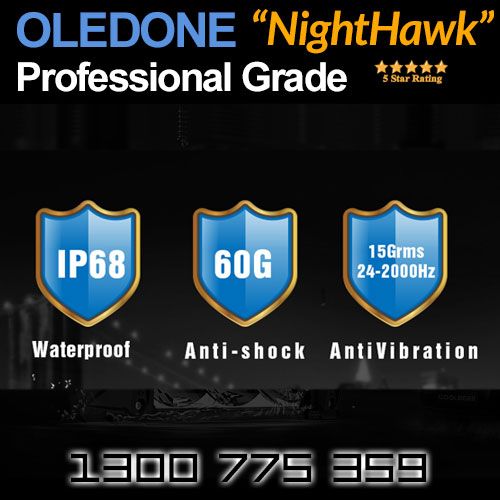 OLEDONE “NightHawk”
Professional Grade
5 Star Rating
IP68
60G
15Grms
24-2000Hz
Waterproof
Anti-shock
AntiVibration
1300 775 359